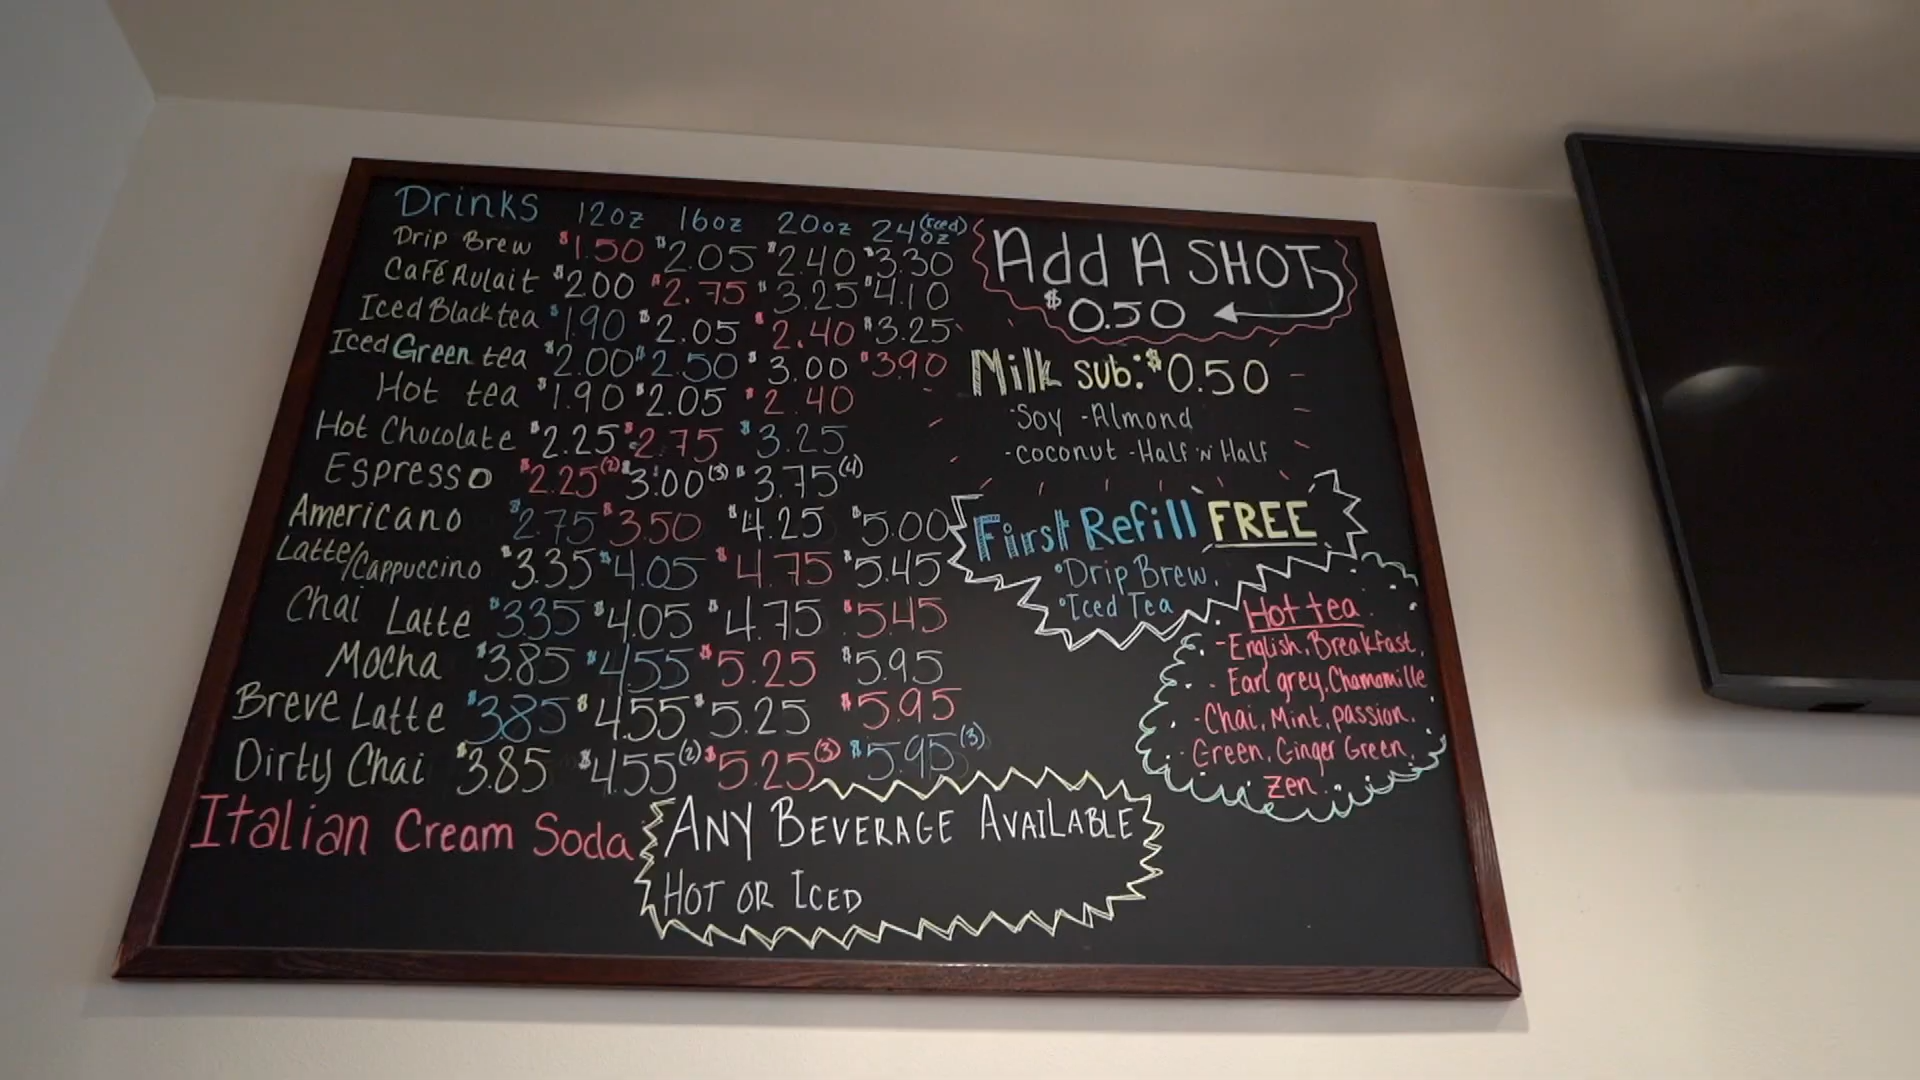 Drinks 12oz 16oz 20oz 24oz (iced)
Drip Brew $1.50 $2.05 $2.40 $3.30
Café Aulait $200 $2.75 $3.25 $4.10
Iced Black tea $1.90 $2.05 $2.40 $3.25
Iced Green tea $2.00 $2.50 $3.00 $3.90
Hot tea $1.90 $2.05 $2.40
Hot Chocolate $2.25 $2.75 $3.25
Espresso $2.25(2) $3.00(3) $3.75(4)
Americano $2.75 $3.50 $4.25 $5.00
Latte/Cappuccino $3.35 $4.05 $4.75 $5.45
Chai Latte $3.35 $4.05 $4.75 $5.45
Mocha $3.85 $4.55 $5.25 $5.95
Breve Latte $3.85 $4.55 $5.25 $5.95
Dirty Chai $3.85 $4.55(2) $5.25(3) $5.95(3)
Italian Cream Soda
ANY BEVERAGE AVAILABLE
HOT OR ICED
Add A SHOT
$0.50
Milk sub: $0.50
-Soy -Almond
-coconut -Half 'N Half
First Refill FREE
•Drip Brew.
•Iced Tea
Hot tea
-English, Breakfast,
- Earl grey, Chamomille
-Chai, Mint, passion,
Green, Ginger Green,
Zen